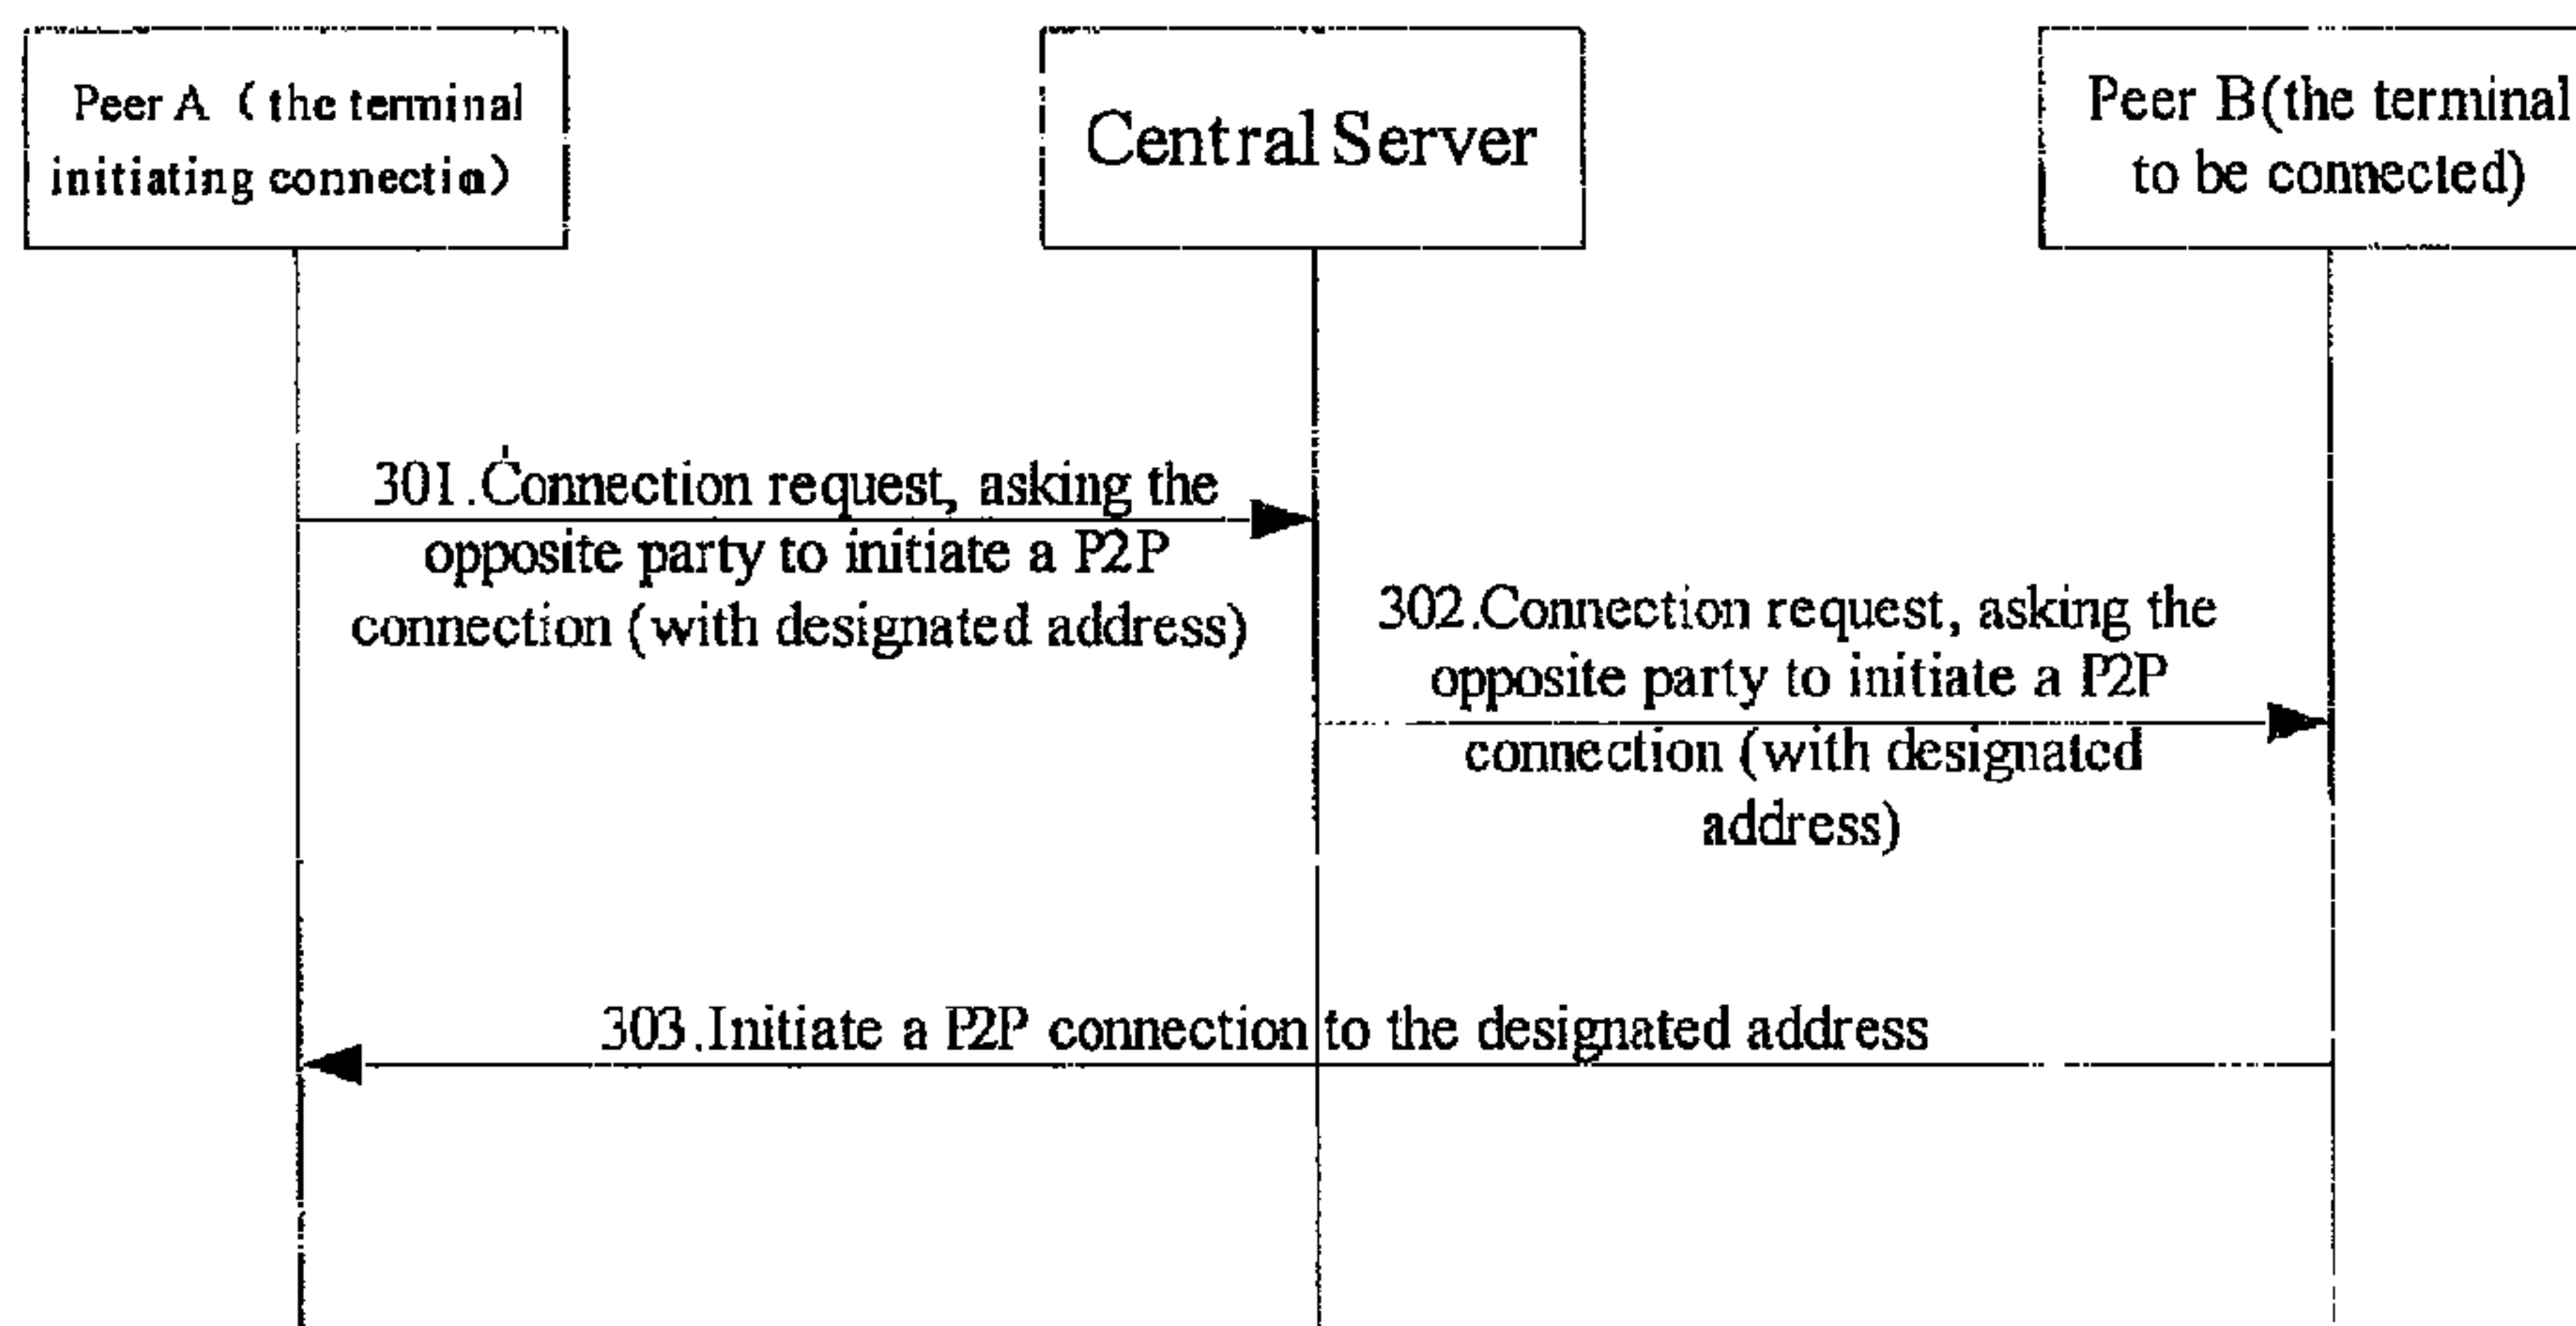 Peer A (the terminal
initiating connection)
Central Server
Peer B(the terminal
to be connected)
301.Connection request, asking the
opposite party to initiate a P2P
connection (with designated address)
302.Connection request, asking the
opposite party to initiate a P2P
connection (with designated
address)
303.Initiate a P2P connection to the designated address